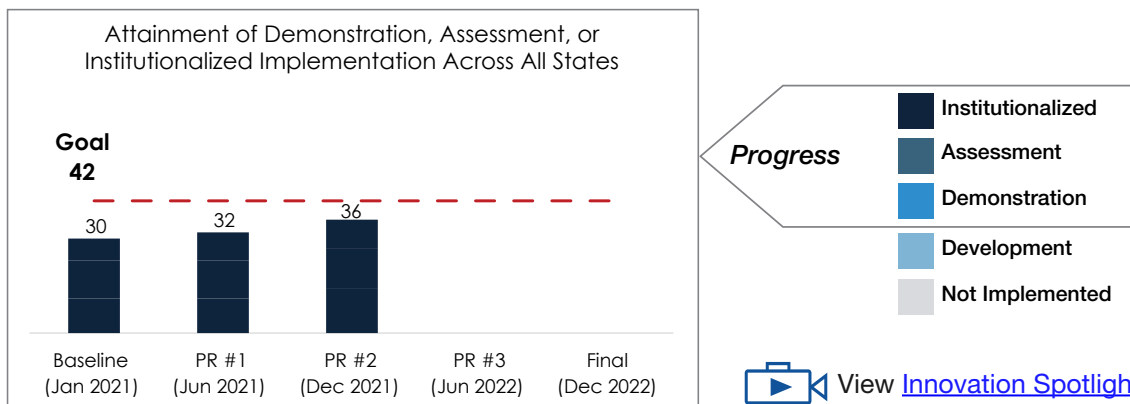 Attainment of Demonstration, Assessment, or
Institutionalized Implementation Across All States
Goal
42
30
32
36
Baseline
(Jan 2021)
PR #1
(Jun 2021)
PR #2
(Dec 2021)
PR #3
(Jun 2022)
Final
(Dec 2022)
Progress
Institutionalized
Assessment
Demonstration
Development
Not Implemented
View Innovation Spotligh